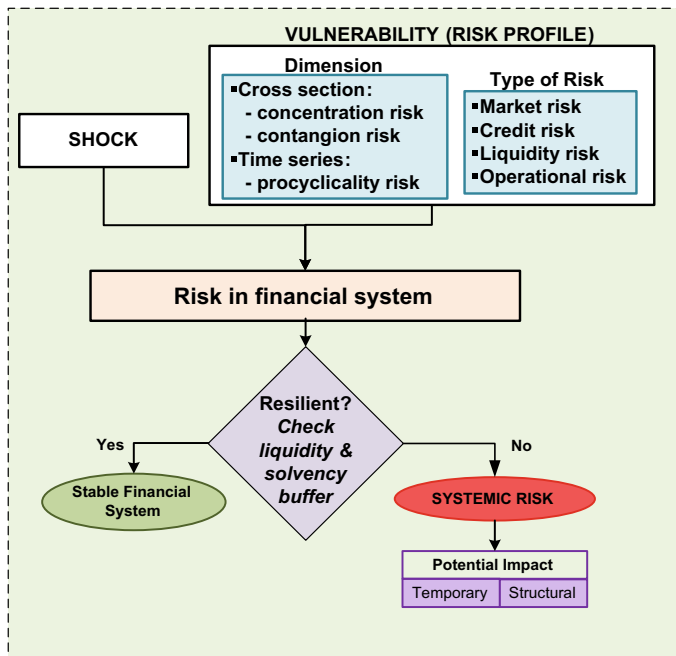 VULNERABILITY (RISK PROFILE)
Dimension
▪Cross section:
- concentration risk
- contangion risk
▪Time series:
- procyclicality risk
Type of Risk
▪Market risk
▪Credit risk
▪Liquidity risk
▪Operational risk
SHOCK
Risk in financial system
Resilient?
Check
liquidity &
solvency
buffer
Yes
No
Stable Financial
System
SYSTEMIC RISK
Potential Impact
Temporary
Structural